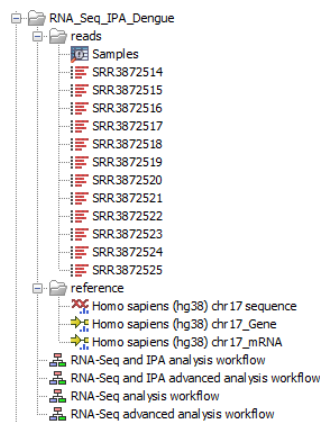 RNA_Seq_IPA_Dengue
reads
Samples
SRR3872514
SRR3872515
SRR3872516
SRR3872517
SRR3872518
SRR3872519
SRR3872520
SRR3872521
SRR3872522
SRR3872523
SRR3872524
SRR3872525
reference
Homo sapiens (hg38) chr17 sequence
Homo sapiens (hg38) chr17_Gene
Homo sapiens (hg38) chr17_mRNA
RNA-Seq and IPA analysis workflow
RNA-Seq and IPA advanced analysis workflow
RNA-Seq analysis workflow
RNA-Seq advanced analysis workflow